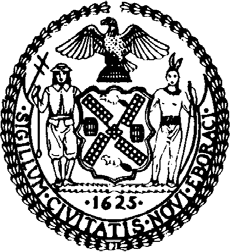 · SIGILLUM · CIVITATIS · NOVI · EBORACI ·
· 1625 ·